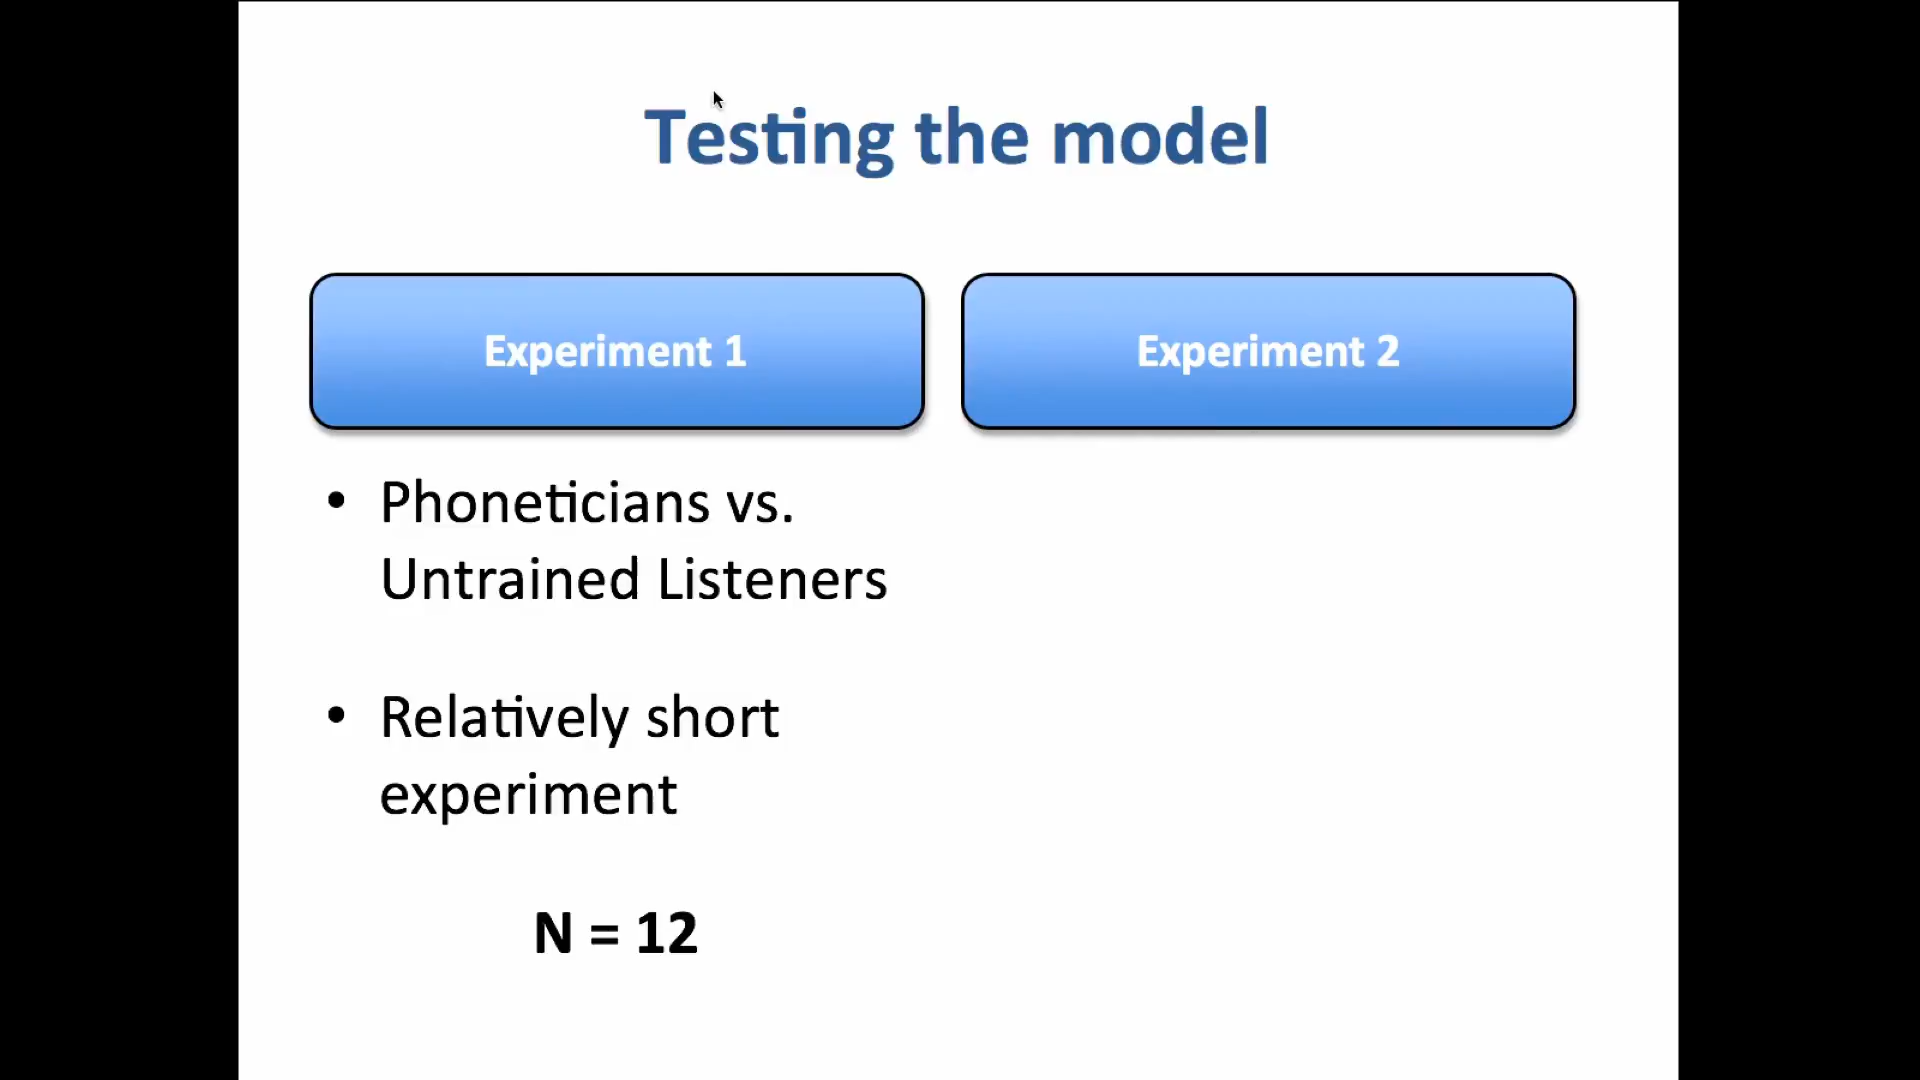 Testing the model
Experiment 1
Experiment 2
• Phoneticians vs.
Untrained Listeners
• Relatively short
experiment
N = 12